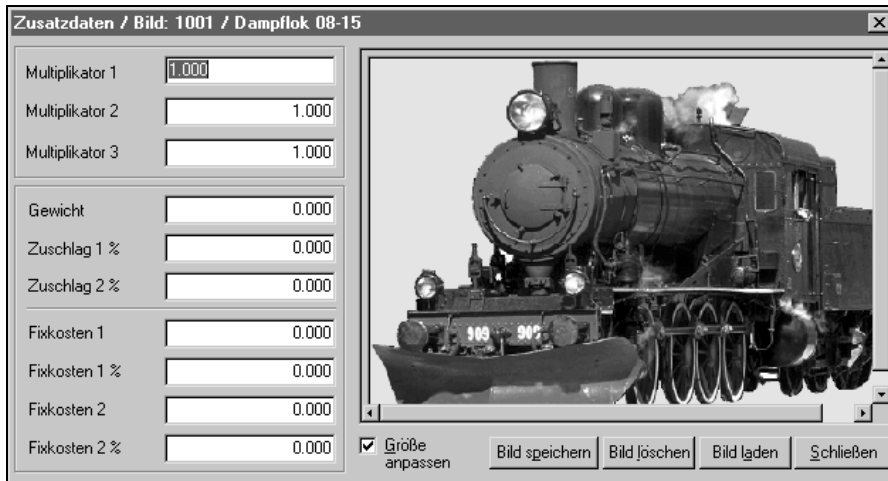 Zusatzdaten / Bild: 1001 / Dampflok 08-15
Multiplikator 1 1.000
Multiplikator 2 1.000
Multiplikator 3 1.000
Gewicht 0.000
Zuschlag 1 % 0.000
Zuschlag 2 % 0.000
Fixkosten 1 0.000
Fixkosten 1 % 0.000
Fixkosten 2 0.000
Fixkosten 2 % 0.000
909 909
Größe
anpassen
Bild speichern Bild löschen Bild laden Schließen